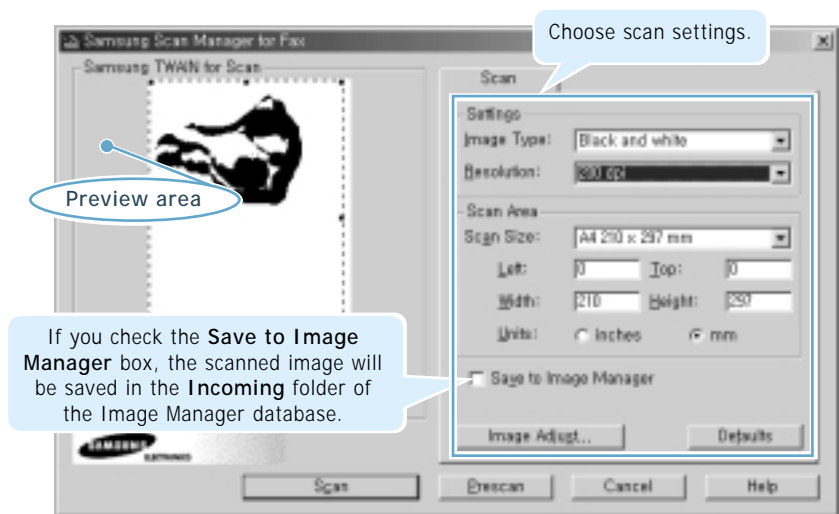 Choose scan settings.
Samsung Scan Manager for Fax
Samsung TWAIN for Scan
Scan
Settings
Image Type: Black and white
Resolution: 200 dpi
Preview area
Scan Area
Scan Size: A4 210 x 297 mm
Left: 0 Top: 0
Width: 210 Height: 297
Units: Inches mm
If you check the Save to Image
Manager box, the scanned image will
be saved in the Incoming folder of
the Image Manager database.
Save to Image Manager
Image Adjust... Defaults
SAMSUNG
ELECTRONICS
Scan Prescan Cancel Help